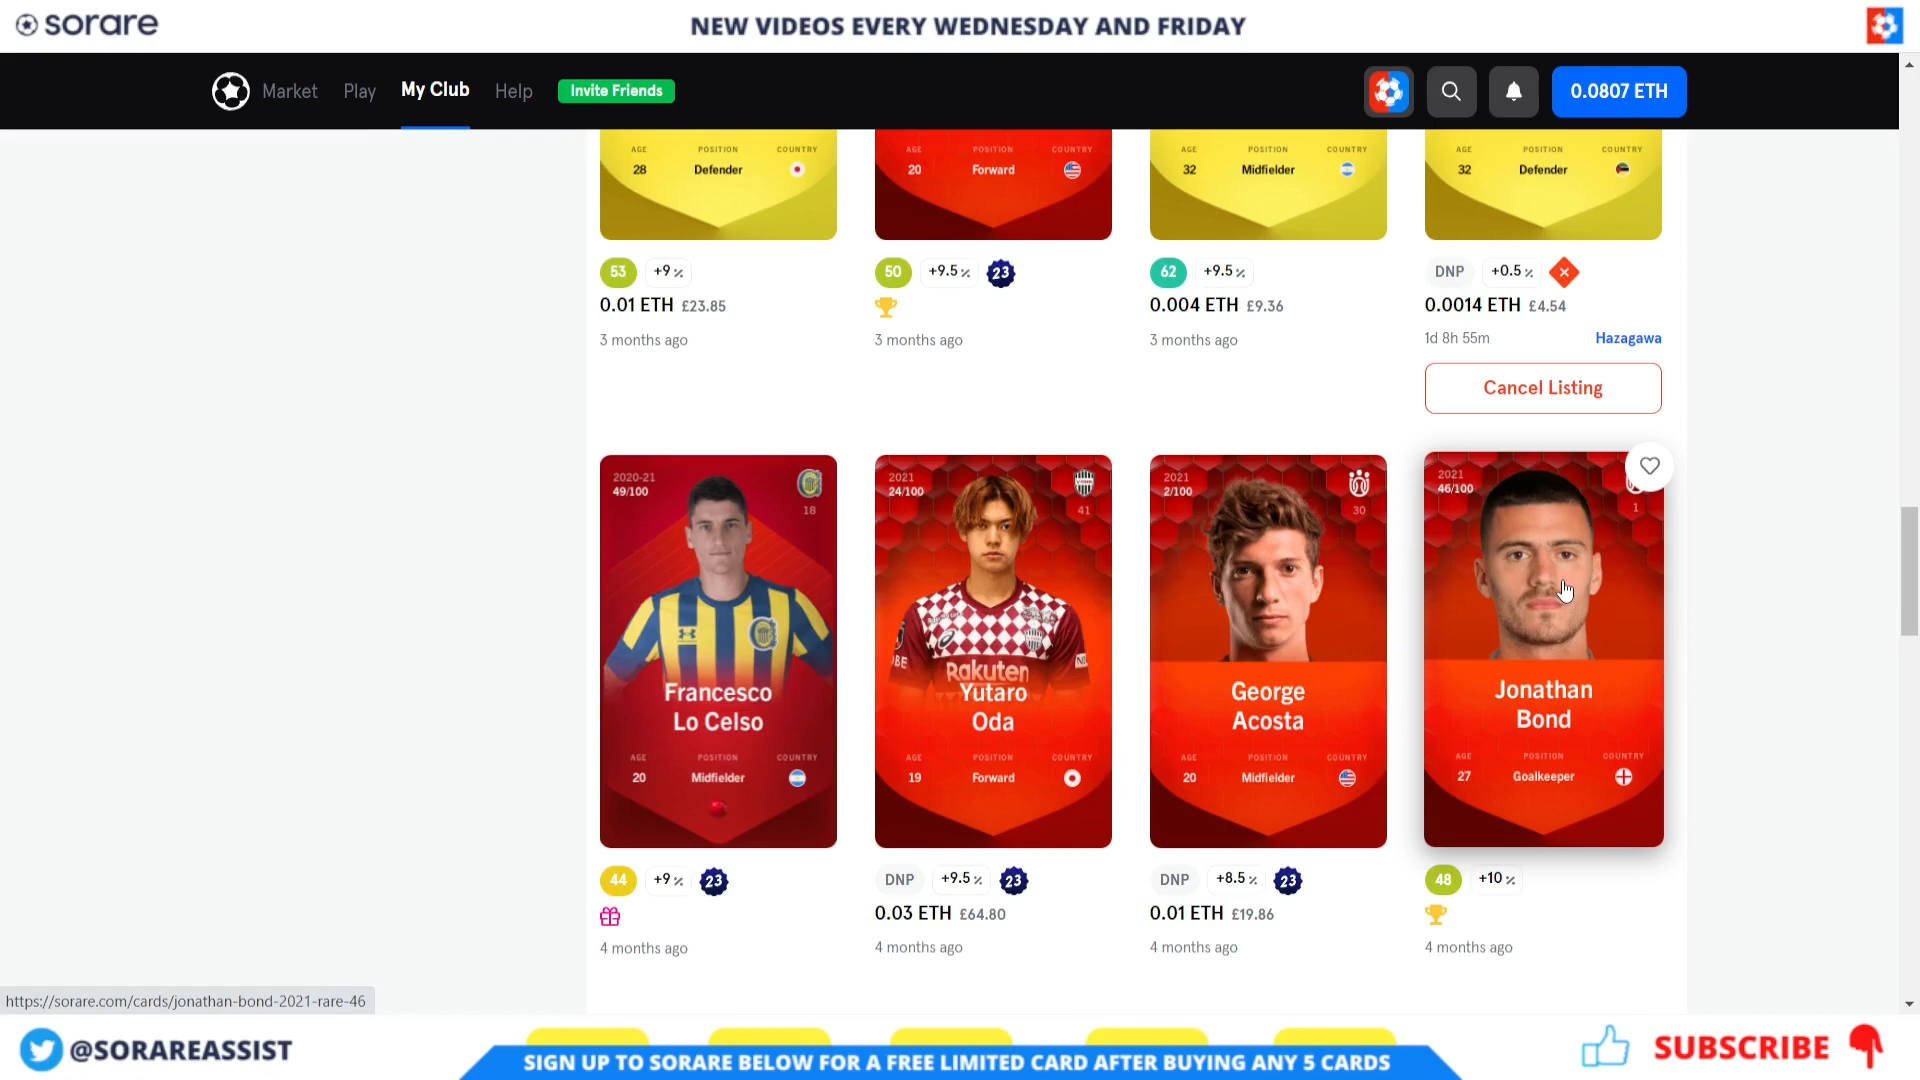 sorare
NEW VIDEOS EVERY WEDNESDAY AND FRIDAY
Market Play My Club Help Invite Friends 0.0807 ETH
AGE POSITION COUNTRY AGE POSITION COUNTRY AGE POSITION COUNTRY AGE POSITION COUNTRY
28 Defender 20 Forward 32 Midfielder 32 Defender
53 +9 % 50 +9.5 % 23 62 +9.5 % DNP +0.5 %
0.01 ETH £23.85 0.004 ETH £9.36 0.0014 ETH £4.54
3 months ago 3 months ago 3 months ago 1d 8h 55m Hazagawa
Cancel Listing
2020-21 2021 2021 2021
49/100 24/100 2/100 46/100
18 41 30 1
Rakuten
Francesco Yutaro George Jonathan
Lo Celso Oda Acosta Bond
AGE POSITION COUNTRY AGE POSITION COUNTRY AGE POSITION COUNTRY AGE POSITION COUNTRY
20 Midfielder 19 Forward 20 Midfielder 27 Goalkeeper
44 +9 % 23 DNP +9.5 % 23 DNP +8.5 % 23 48 +10 %
0.03 ETH £64.80 0.01 ETH £19.86
4 months ago 4 months ago 4 months ago 4 months ago
https://sorare.com/cards/jonathan-bond-2021-rare-46
@SORAREASSIST
SIGN UP TO SORARE BELOW FOR A FREE LIMITED CARD AFTER BUYING ANY 5 CARDS
SUBSCRIBE